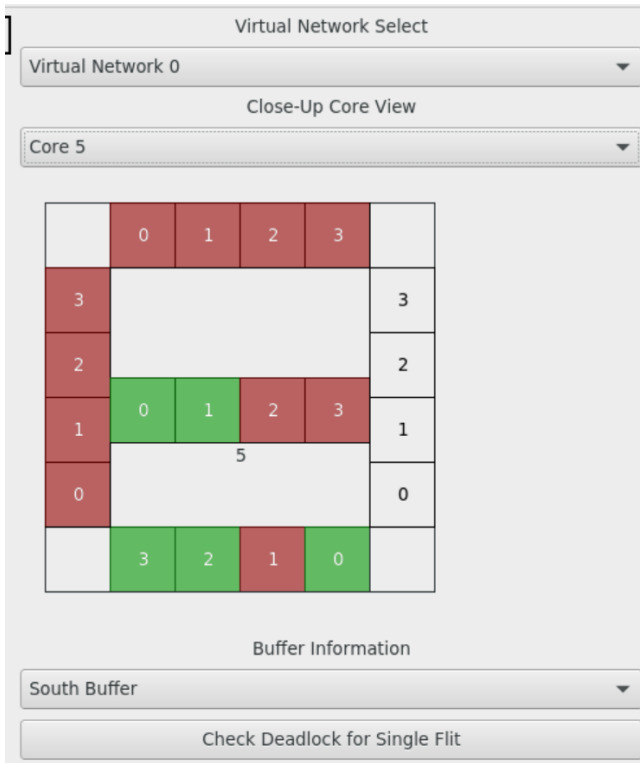 Virtual Network Select
Virtual Network 0
Close-Up Core View
Core 5
0 1 2 3
3 3
2 2
0 1 2 3
1 1
5
0 0
3 2 1 0
Buffer Information
South Buffer
Check Deadlock for Single Flit